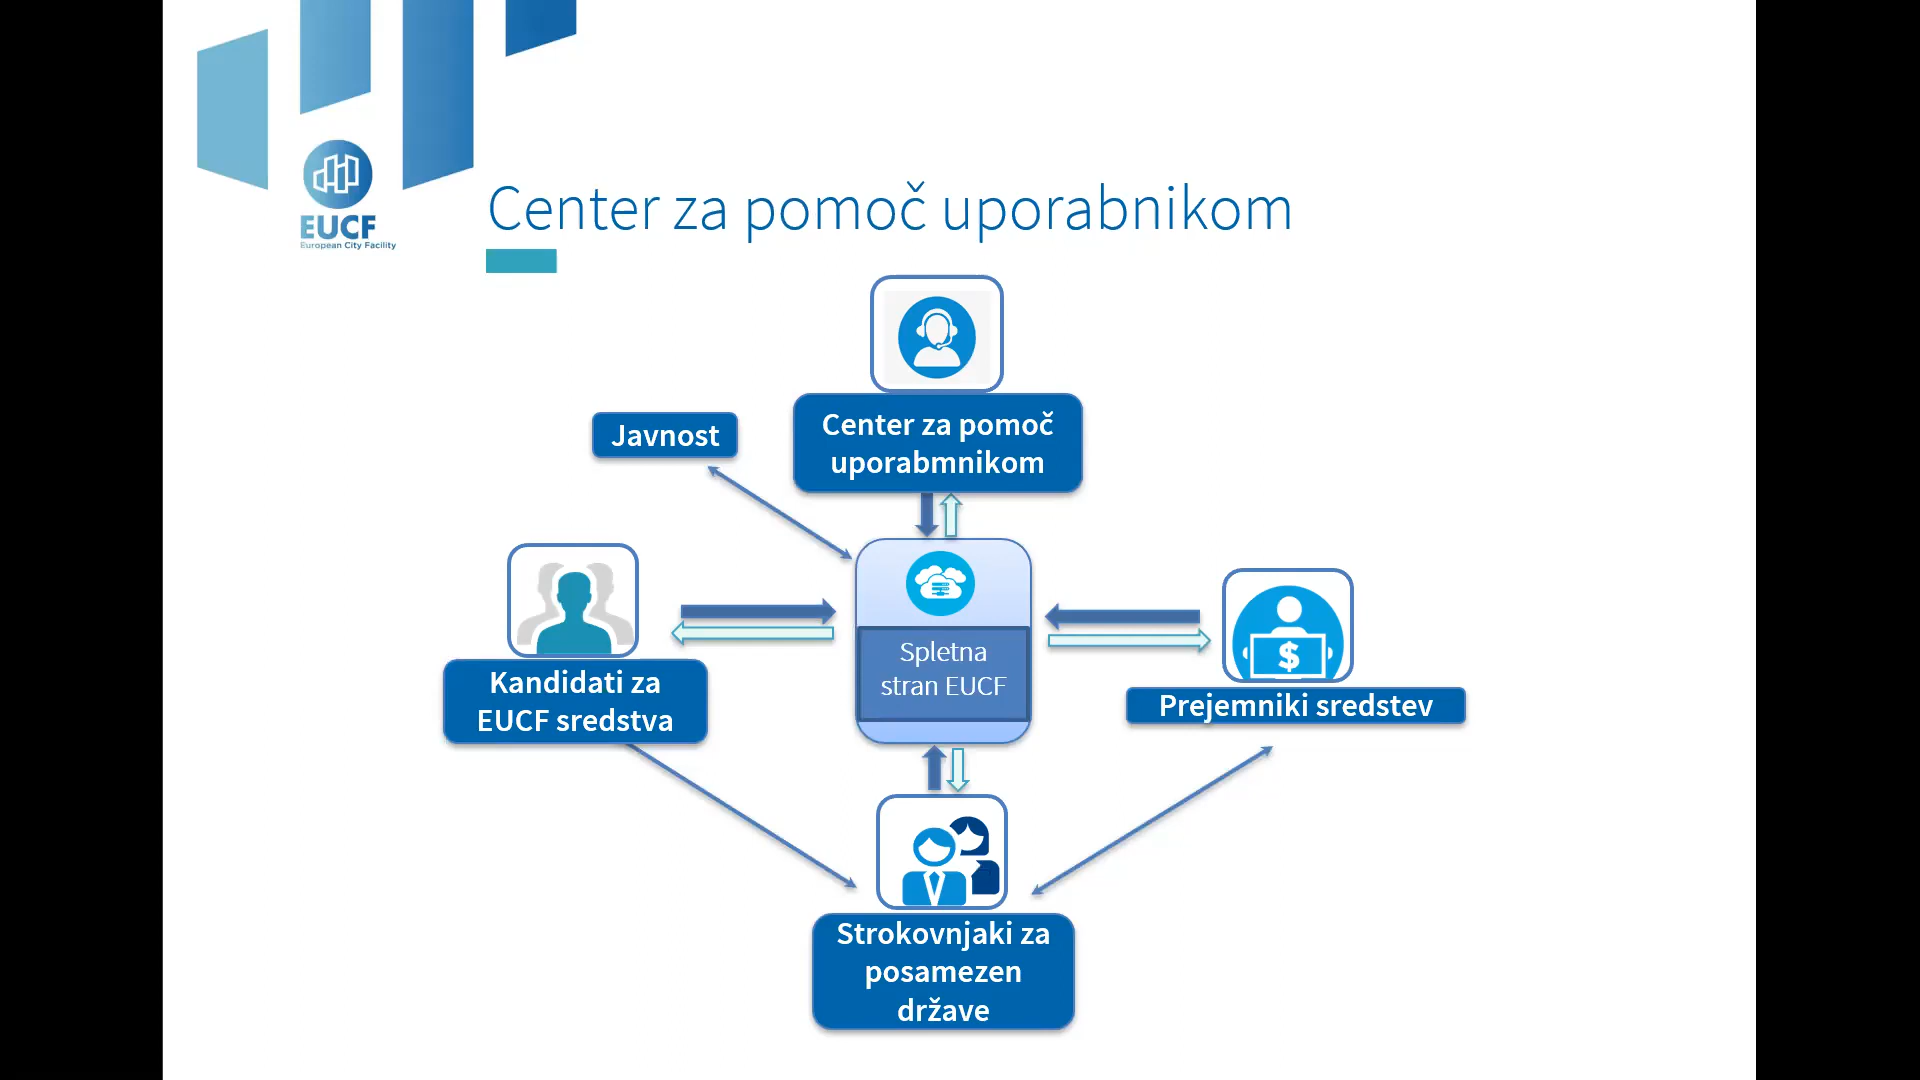 EUCF
European City Facility
Center za pomoč uporabnikom
Center za pomoč
uporabmnikom
Javnost
Spletna
stran EUCF
Kandidati za
EUCF sredstva
$
Prejemniki sredstev
Strokovnjaki za
posamezen
države